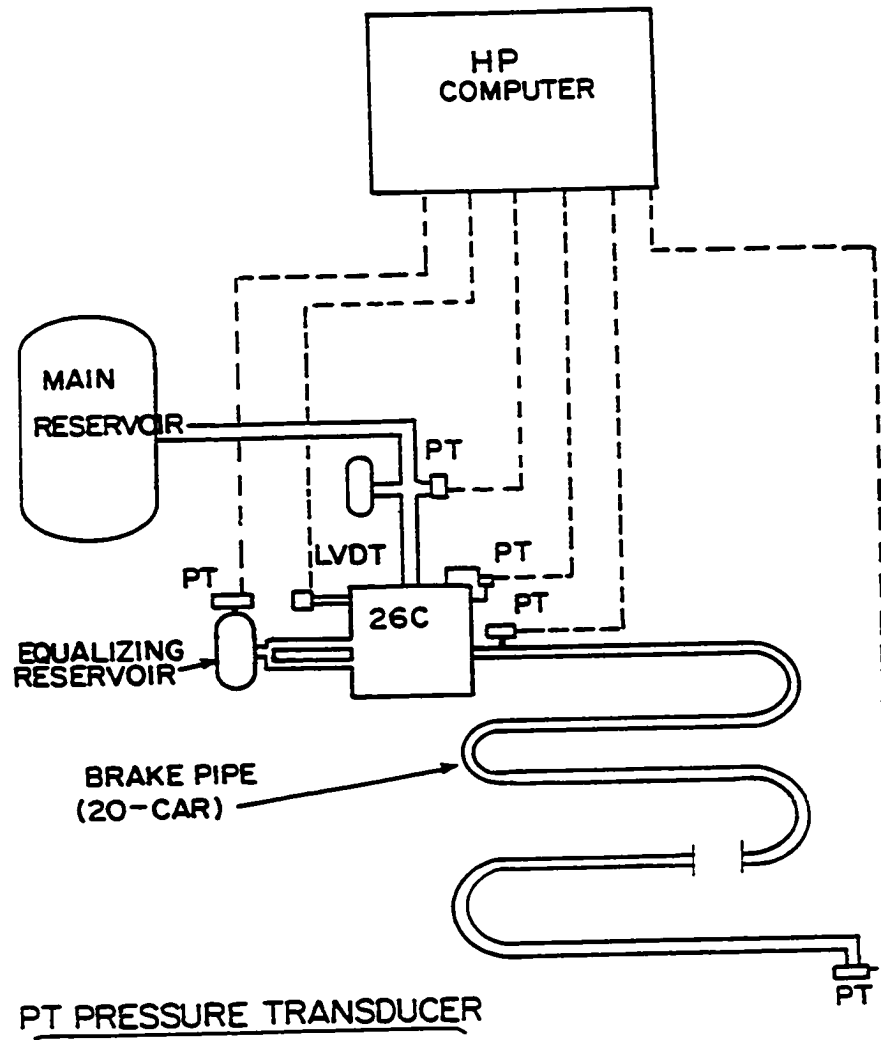 HP
COMPUTER
MAIN
RESERVOIR
PT
LVDT
PT
PT
PT
26C
EQUALIZING
RESERVOIR
BRAKE PIPE
(20-CAR)
PT
PT PRESSURE TRANSDUCER